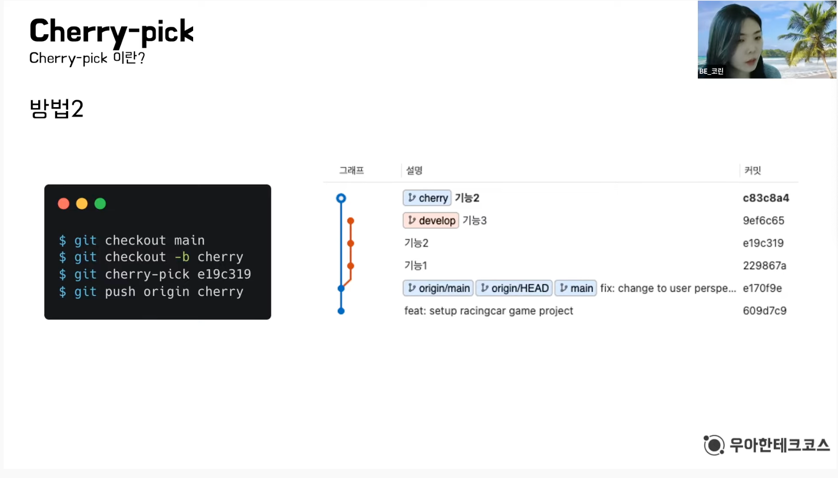 Cherry-pick
Cherry-pick 이란?
BE_코린
방법2
$ git checkout main
$ git checkout -b cherry
$ git cherry-pick e19c319
$ git push origin cherry
그래프 설명 커밋
cherry 기능2 c83c8a4
develop 기능3 9ef6c65
기능2 e19c319
기능1 229867a
origin/main origin/HEAD main fix: change to user perspe... e170f9e
feat: setup racingcar game project 609d7c9
우아한테크코스